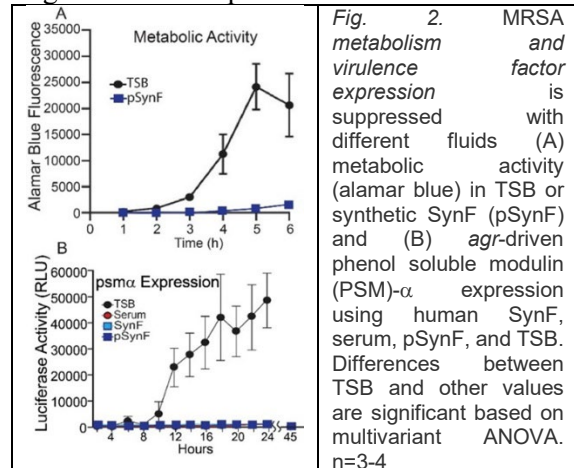 A
Metabolic Activity
Alamar Blue Fluorescence
35000
30000
25000
20000
15000
10000
5000
0
TSB
pSynF
0 1 2 3 4 5 6
Time (h)
B
psmα Expression
Luciferase Activity (RLU)
60000
50000
40000
30000
20000
10000
0
TSB
Serum
SynF
pSynF
4 8 12 16 20 24 45
Hours
Fig. 2. MRSA
metabolism and
virulence factor
expression is
suppressed with
different fluids (A)
metabolic activity
(alamar blue) in TSB or
synthetic SynF (pSynF)
and (B) agr-driven
phenol soluble modulin
(PSM)-α expression
using human SynF,
serum, pSynF, and TSB.
Differences between
TSB and other values
are significant based on
multivariant ANOVA.
n=3-4